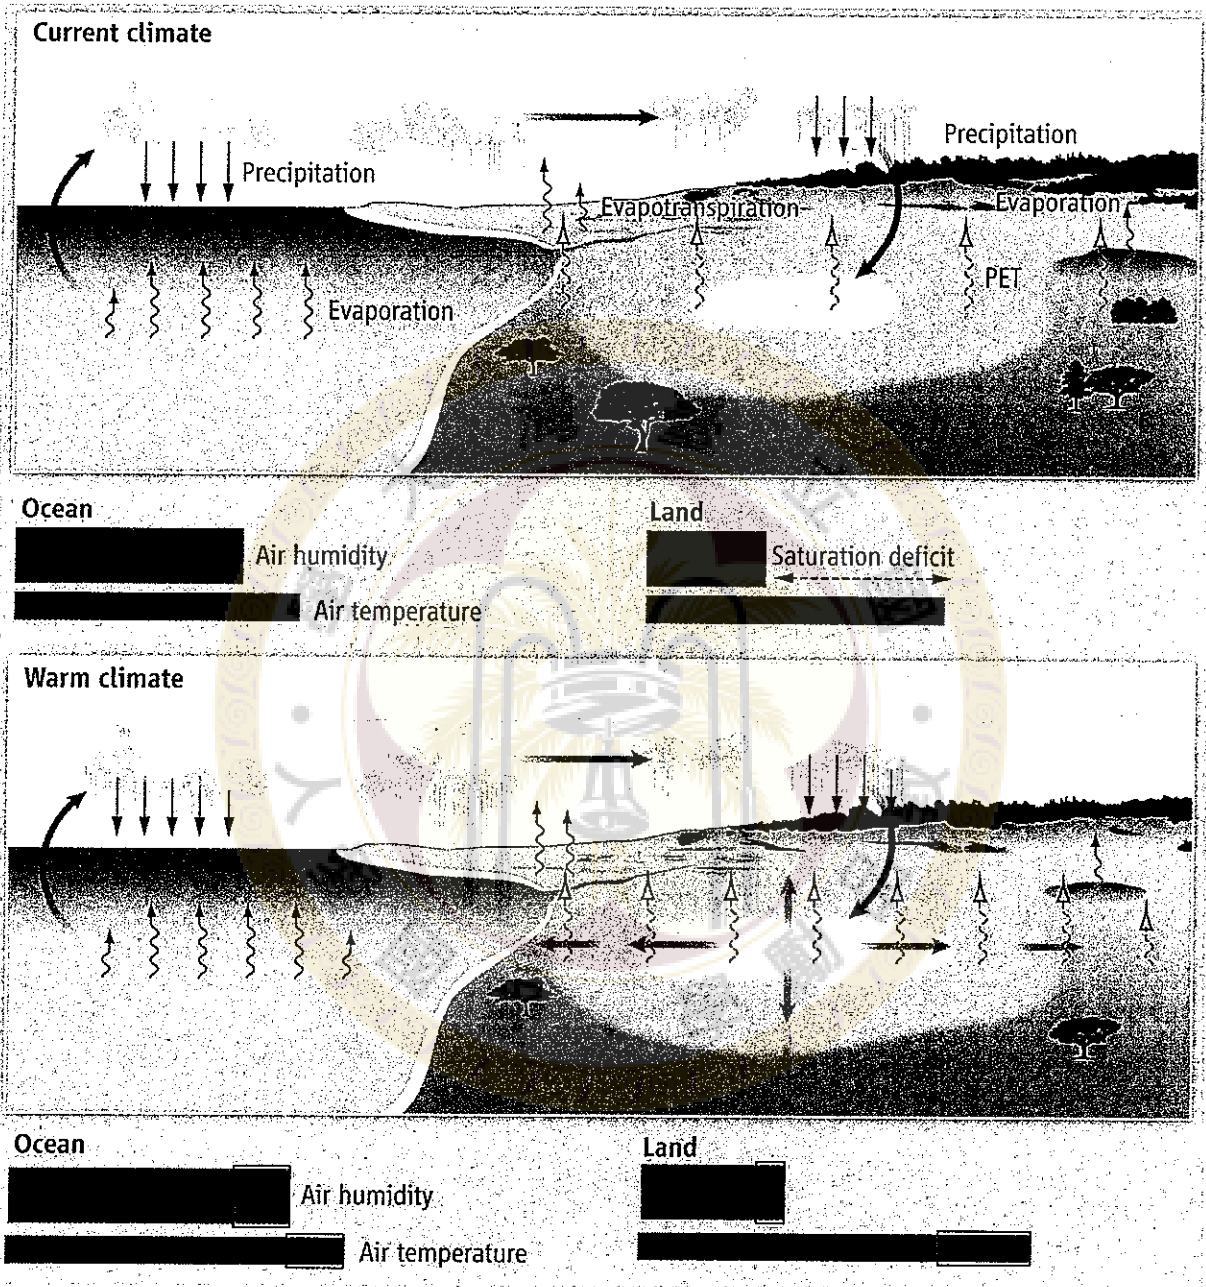 Current climate
Precipitation
Precipitation
Evapotranspiration
Evaporation
PET
Evaporation
Ocean
Land
Air humidity
Saturation deficit
Air temperature
Warm climate
Ocean
Land
Air humidity
Air temperature